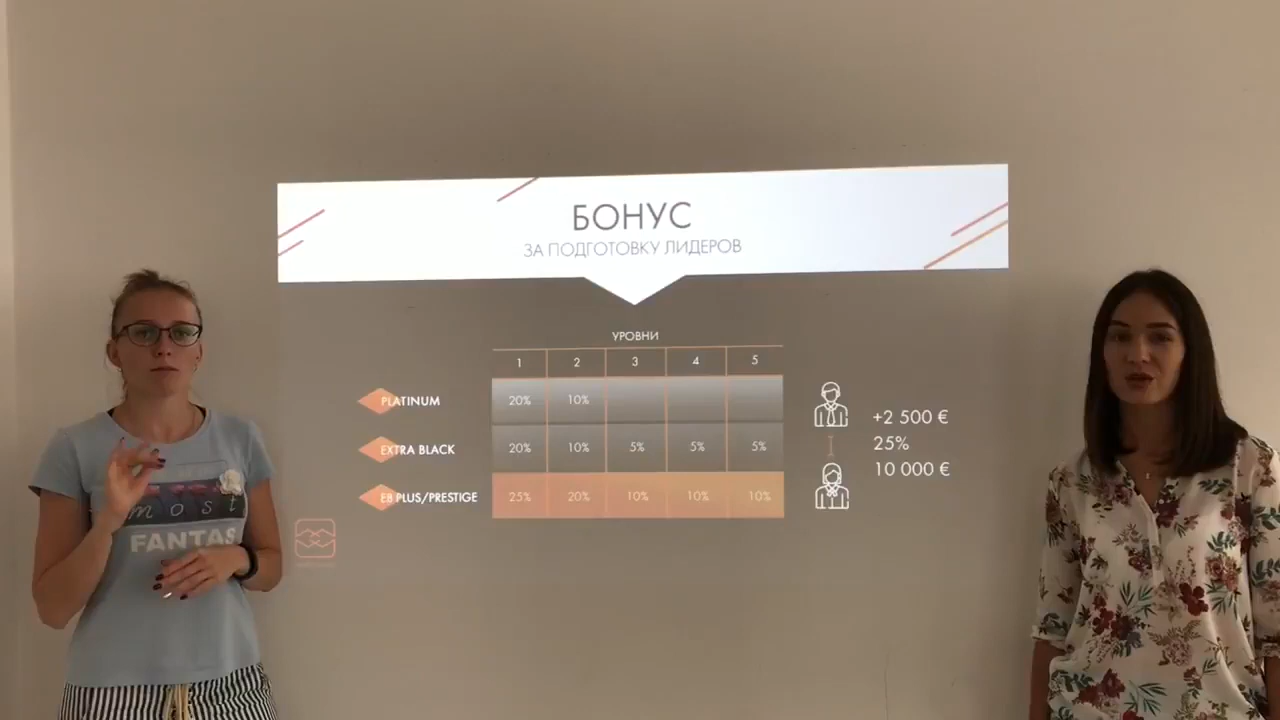 БОНУС
ЗА ПОДГОТОВКУ ЛИДЕРОВ
УРОВНИ
1 2 3 4 5
PLATINUM 20% 10%
EXTRA BLACK 20% 10% 5% 5% 5%
EB PLUS/PRESTIGE 25% 20% 10% 10% 10%
+2 500 €
25%
10 000 €
most
FANTAS